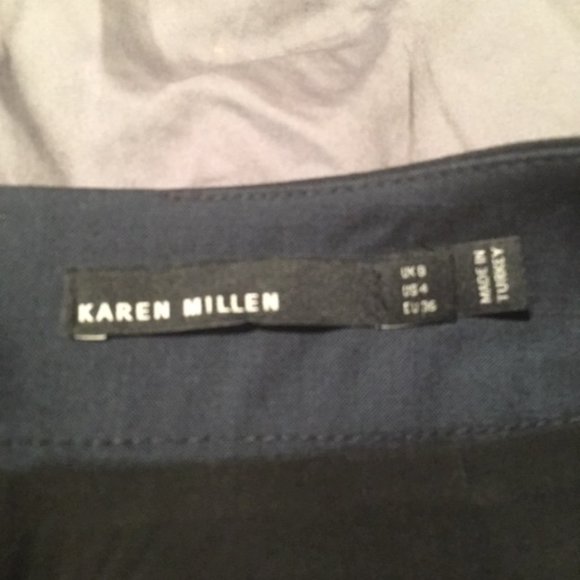 KAREN MILLEN
UK 8
US 4
EU 36
MADE IN
TURKEY